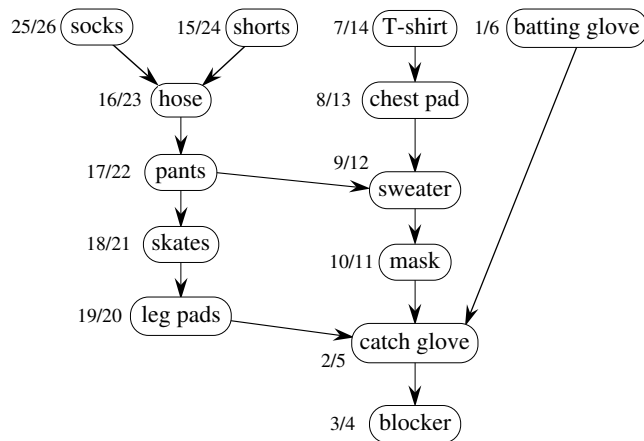 25/26 socks 15/24 shorts 7/14 T-shirt 1/6 batting glove
16/23 hose 8/13 chest pad
17/22 pants 9/12 sweater
18/21 skates 10/11 mask
19/20 leg pads 2/5 catch glove
3/4 blocker